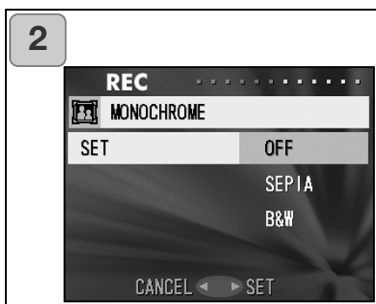 2
REC
MONOCHROME
SET OFF
SEPIA
B&W
CANCEL ◄ ► SET